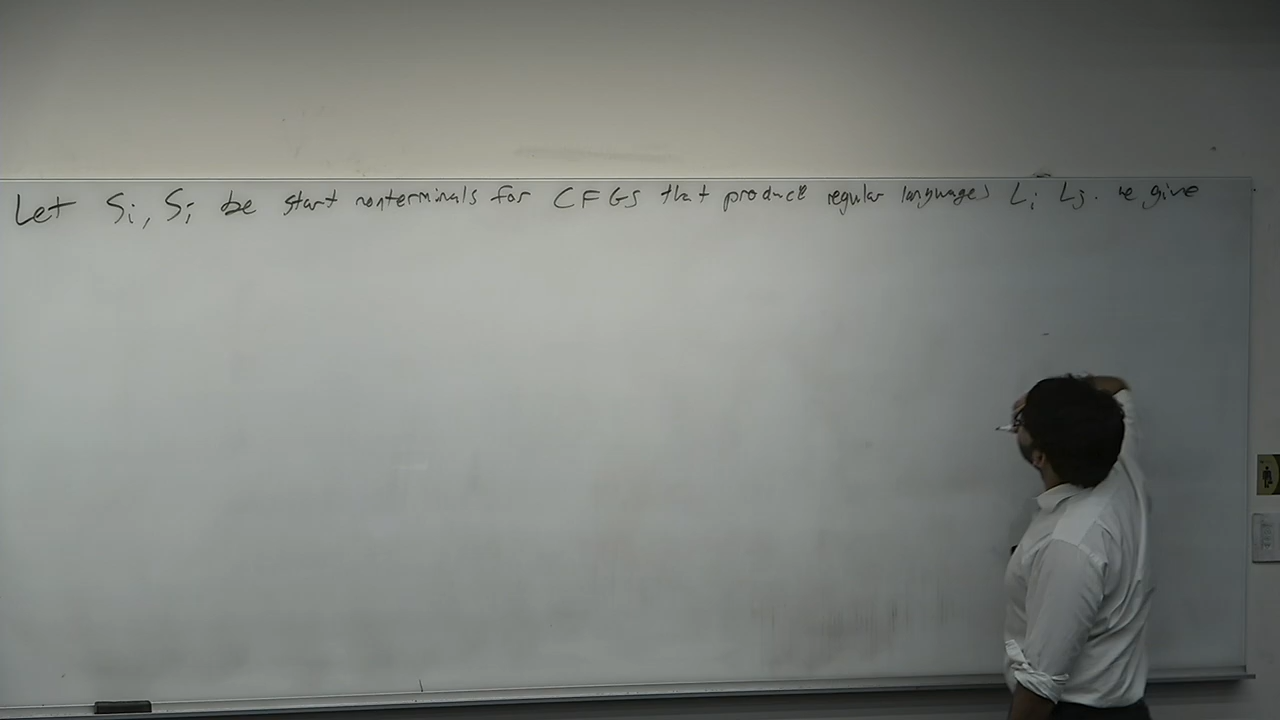 Let Si, Sj be start nonterminals for CFGs that produce regular languages Li Lj. we give